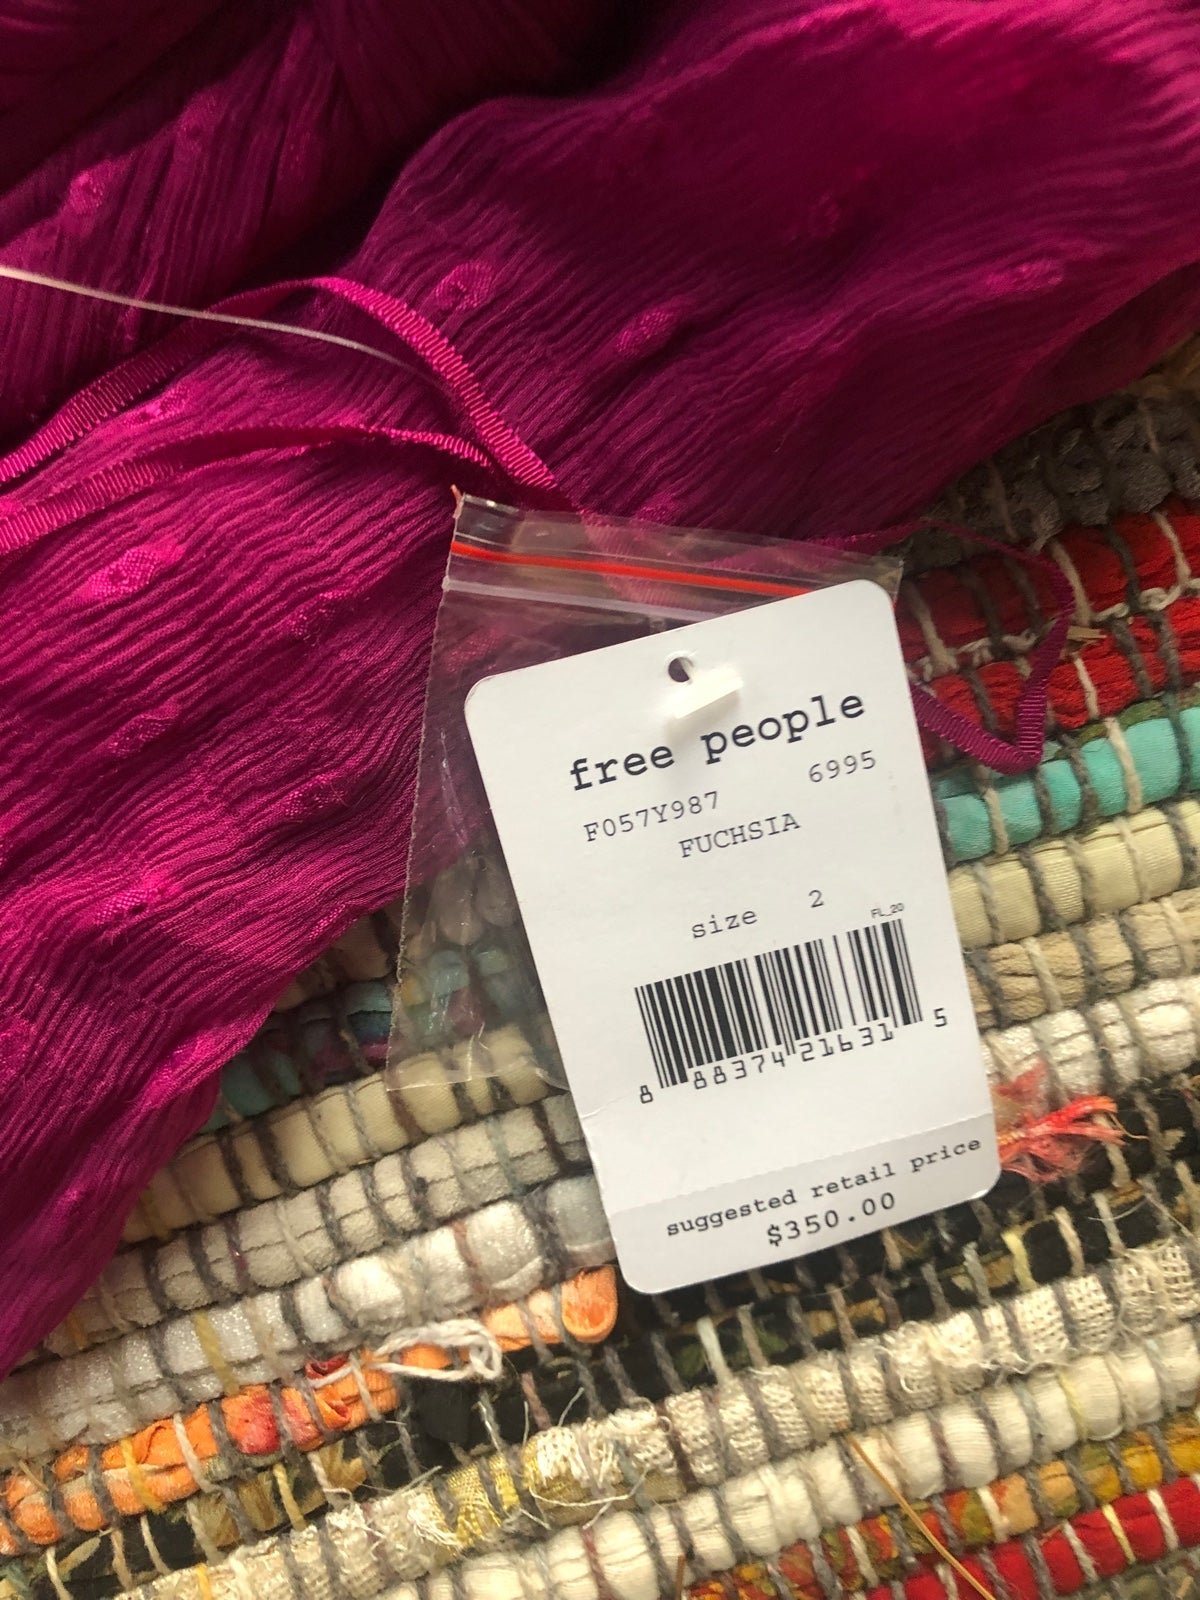 free people
F057Y987 6995
FUCHSIA
size 2
FL_20
8 88374 21631 5
suggested retail price
$350.00